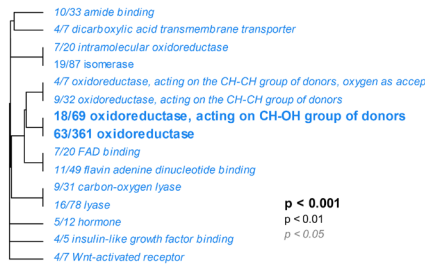 10/33 amide binding
4/7 dicarboxylic acid transmembrane transporter
7/20 intramolecular oxidoreductase
19/87 isomerase
4/7 oxidoreductase, acting on the CH-CH group of donors, oxygen as accep
9/32 oxidoreductase, acting on the CH-CH group of donors
18/69 oxidoreductase, acting on CH-OH group of donors
63/361 oxidoreductase
7/20 FAD binding
11/49 flavin adenine dinucleotide binding
9/31 carbon-oxygen lyase
16/78 lyase
5/12 hormone
4/5 insulin-like growth factor binding
4/7 Wnt-activated receptor
p < 0.001
p < 0.01
p < 0.05